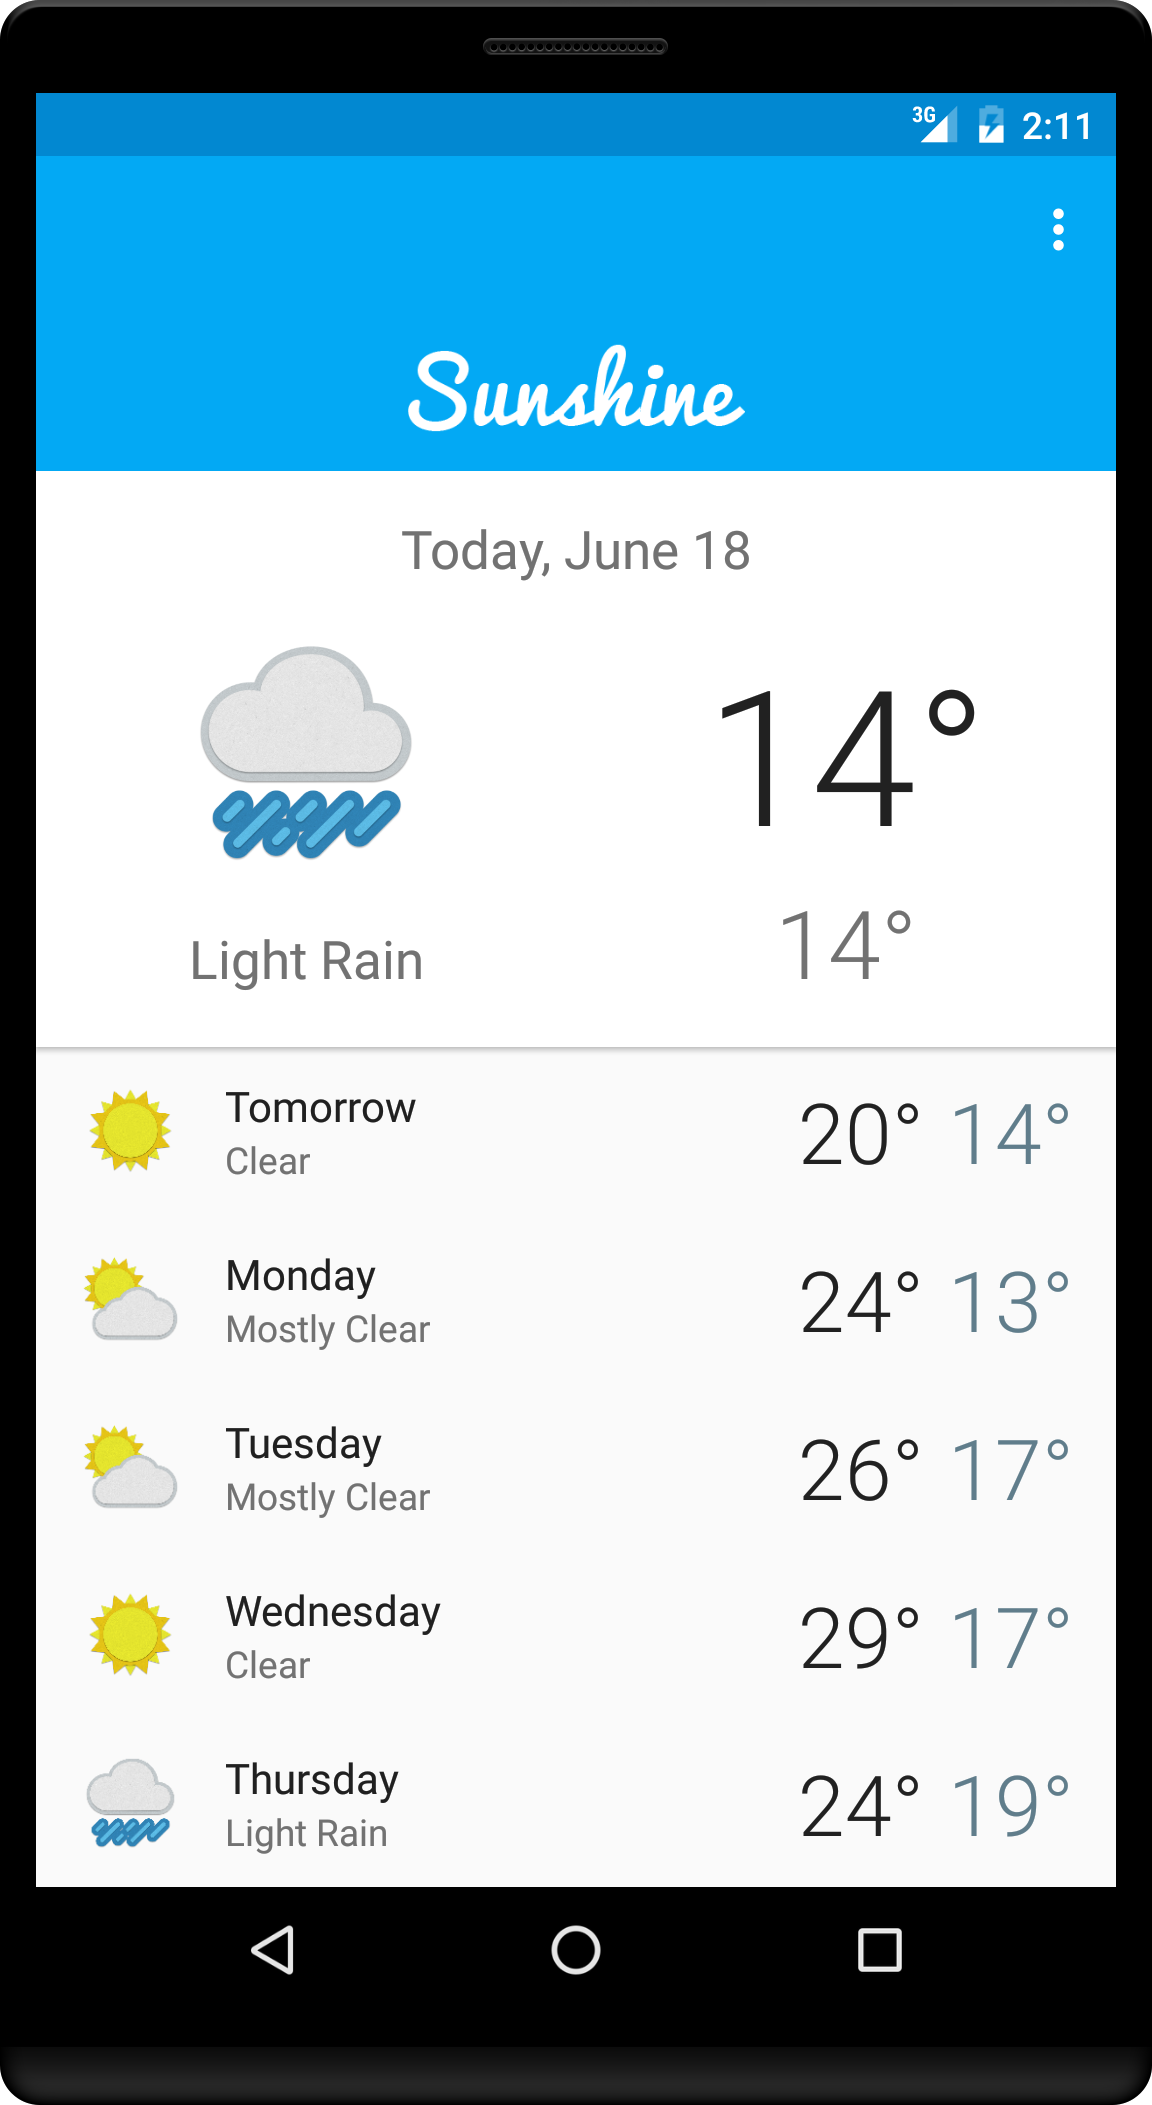 3G 2:11
Sunshine
Today, June 18
14°
Light Rain 14°
Tomorrow
Clear
20° 14°
Monday
Mostly Clear
24° 13°
Tuesday
Mostly Clear
26° 17°
Wednesday
Clear
29° 17°
Thursday
Light Rain
24° 19°